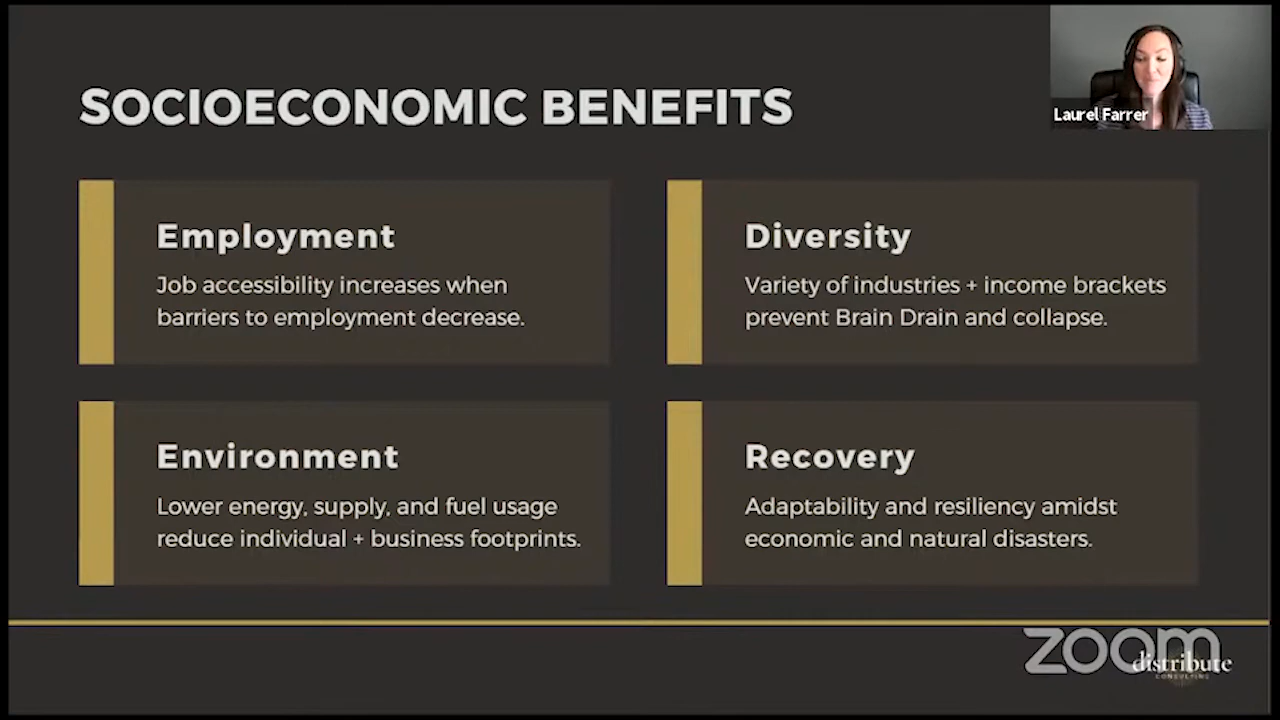 SOCIOECONOMIC BENEFITS
Laurel Farrer
Employment
Job accessibility increases when
barriers to employment decrease.
Diversity
Variety of industries + income brackets
prevent Brain Drain and collapse.
Environment
Lower energy, supply, and fuel usage
reduce individual + business footprints.
Recovery
Adaptability and resiliency amidst
economic and natural disasters.
zoom
distribute
CONSULTING